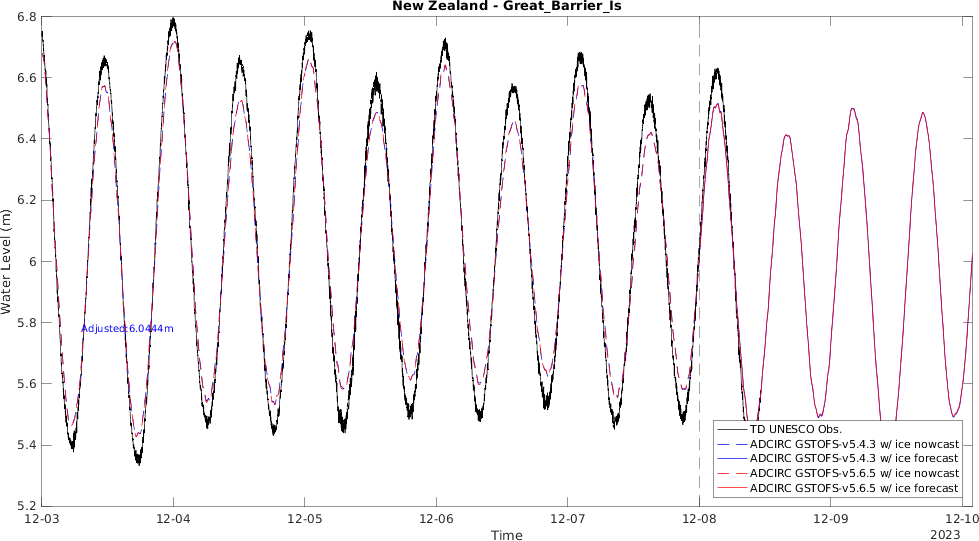 New Zealand - Great_Barrier_Is
6.8
6.6
6.4
6.2
6
5.8
5.6
5.4
5.2
Water Level (m)
Adjusted:6.0444m
TD UNESCO Obs.
ADCIRC GSTOFS-v5.4.3 w/ ice nowcast
ADCIRC GSTOFS-v5.4.3 w/ ice forecast
ADCIRC GSTOFS-v5.6.5 w/ ice nowcast
ADCIRC GSTOFS-v5.6.5 w/ ice forecast
12-03 12-04 12-05 12-06 12-07 12-08 12-09 12-10
Time
2023